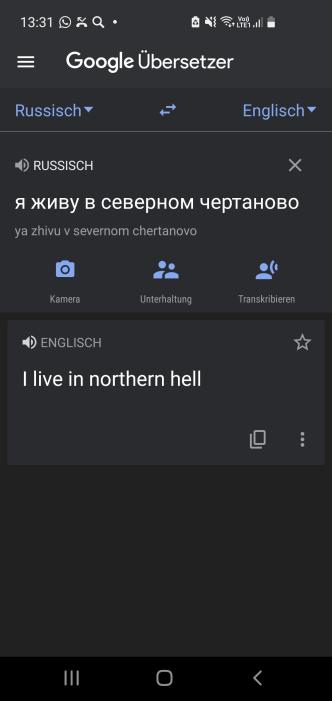 13:31
Google Übersetzer
Russisch Englisch
RUSSISCH
я живу в северном чертаново
ya zhivu v severnom chertanovo
Kamera Unterhaltung Transkribieren
ENGLISCH
I live in northern hell